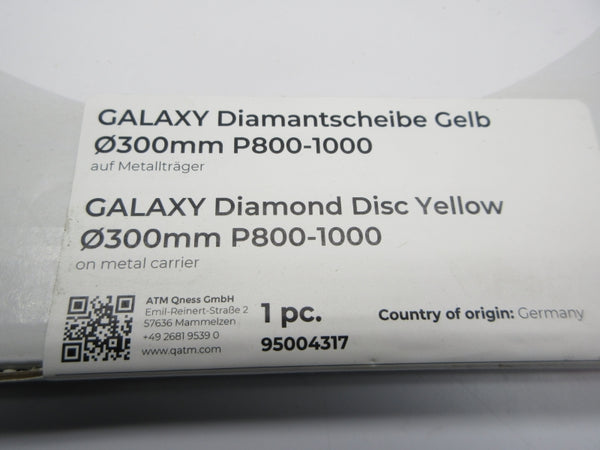 GALAXY Diamantscheibe Gelb
Ø300mm P800-1000
auf Metallträger
GALAXY Diamond Disc Yellow
Ø300mm P800-1000
on metal carrier
ATM Qness GmbH
Emil-Reinert-Straße 2
57636 Mammelzen
+49 2681 9539 0
www.qatm.com
1 pc.
95004317
Country of origin: Germany